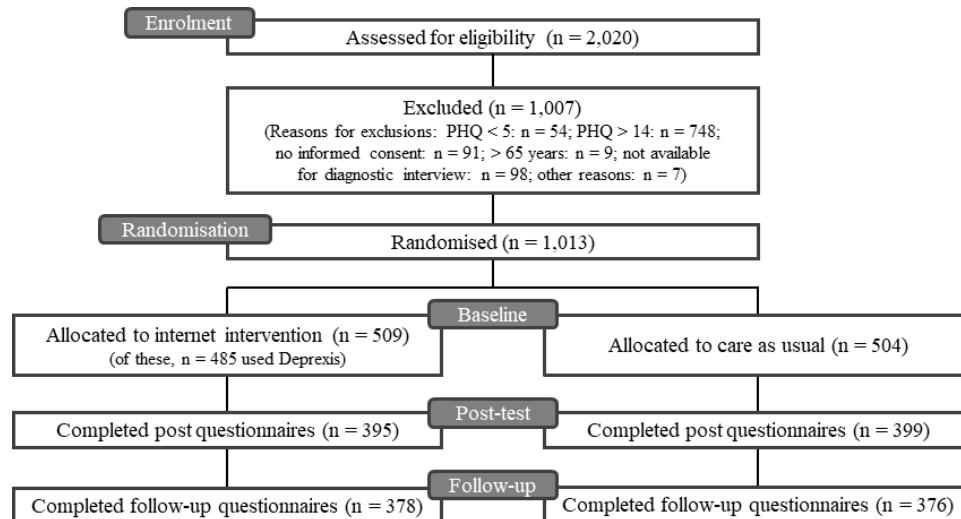 Enrolment
Assessed for eligibility (n = 2,020)
Excluded (n = 1,007)
(Reasons for exclusions: PHQ < 5: n = 54; PHQ > 14: n = 748;
no informed consent: n = 91; > 65 years: n = 9; not available
for diagnostic interview: n = 98; other reasons: n = 7)
Randomisation
Randomised (n = 1,013)
Baseline
Allocated to internet intervention (n = 509)
(of these, n = 485 used Deprexis)
Allocated to care as usual (n = 504)
Post-test
Completed post questionnaires (n = 395)
Completed post questionnaires (n = 399)
Follow-up
Completed follow-up questionnaires (n = 378)
Completed follow-up questionnaires (n = 376)